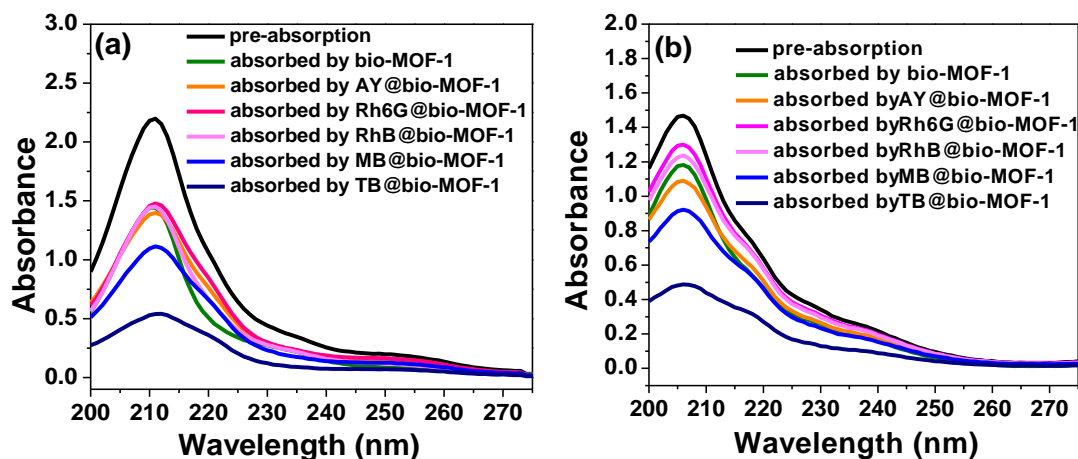 (a)
pre-absorption
absorbed by bio-MOF-1
absorbed by AY@bio-MOF-1
absorbed by Rh6G@bio-MOF-1
absorbed by RhB@bio-MOF-1
absorbed by MB@bio-MOF-1
absorbed by TB@bio-MOF-1
3.0
2.5
2.0
1.5
1.0
0.5
0.0
Absorbance
200 210 220 230 240 250 260 270
Wavelength (nm)
(b)
pre-absorption
absorbed by bio-MOF-1
absorbed byAY@bio-MOF-1
absorbed byRh6G@bio-MOF-1
absorbed byRhB@bio-MOF-1
absorbed byMB@bio-MOF-1
absorbed byTB@bio-MOF-1
2.0
1.8
1.6
1.4
1.2
1.0
0.8
0.6
0.4
0.2
0.0
Absorbance
200 210 220 230 240 250 260 270
Wavelength (nm)